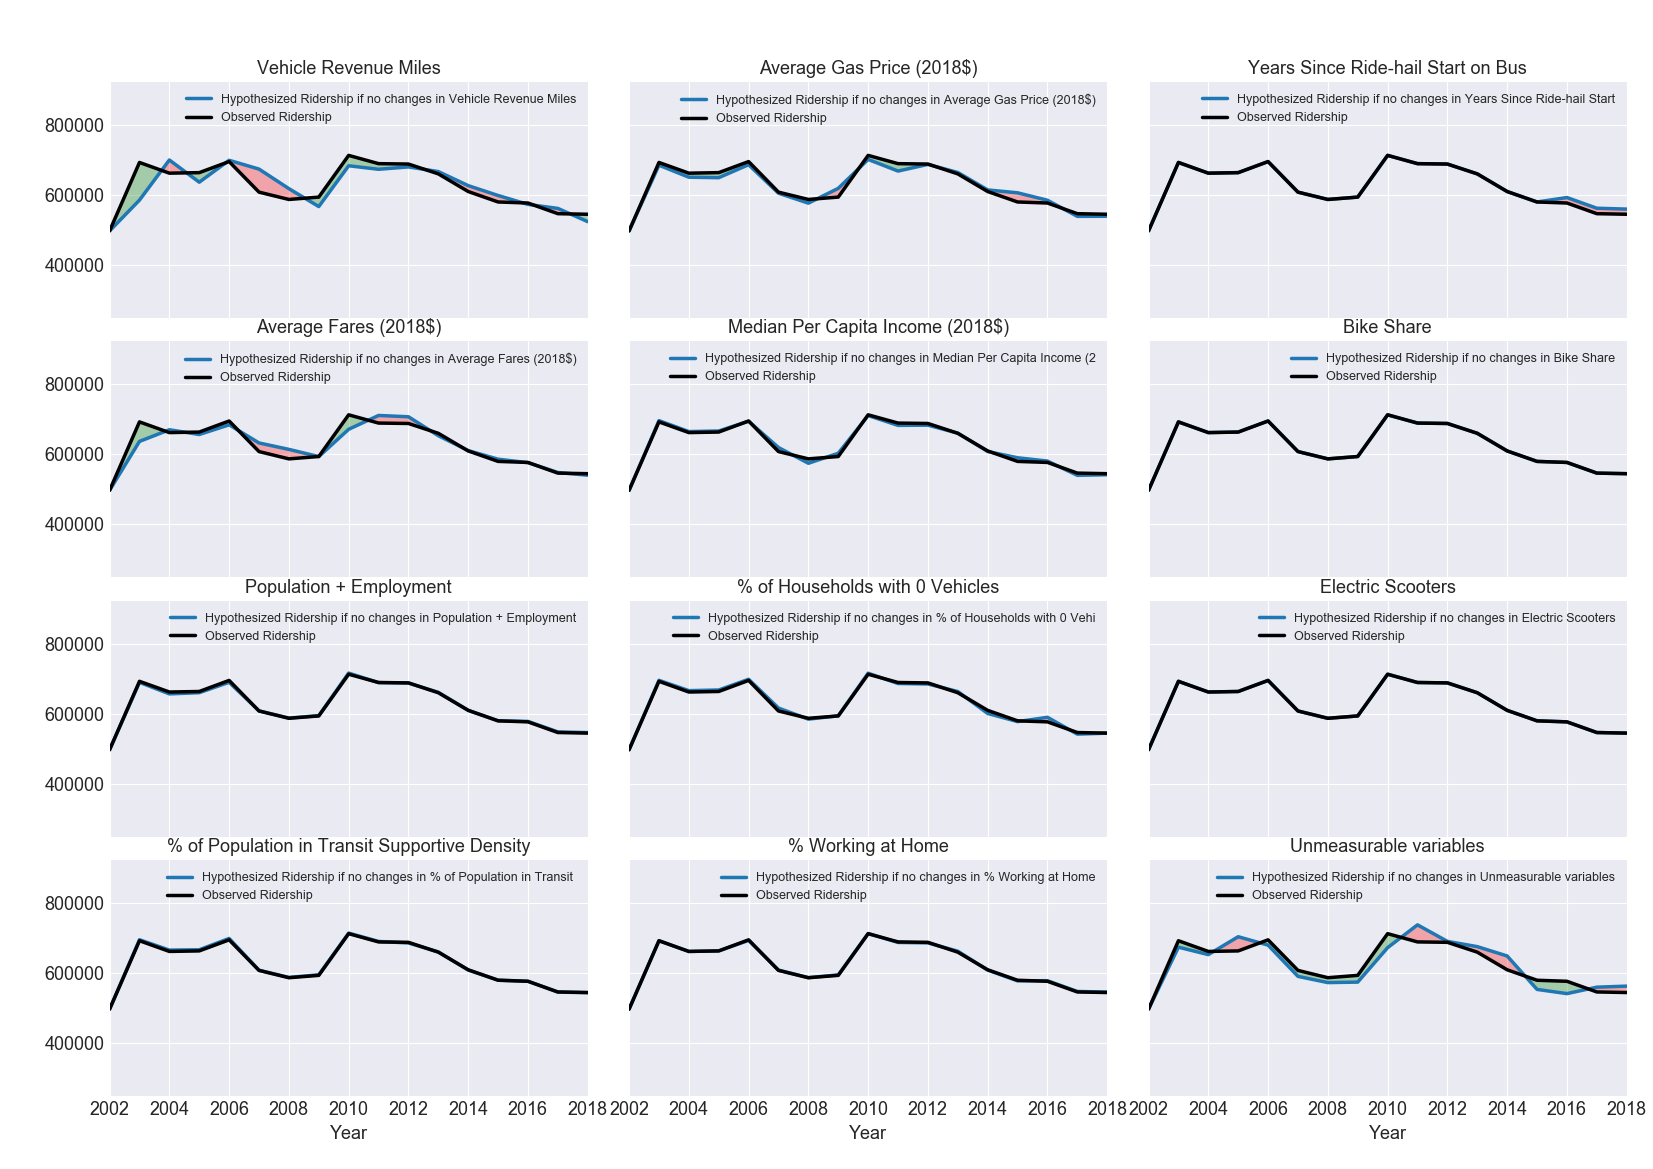 Vehicle Revenue Miles
Hypothesized Ridership if no changes in Vehicle Revenue Miles
Observed Ridership
800000
600000
400000
Average Gas Price (2018$)
Hypothesized Ridership if no changes in Average Gas Price (2018$)
Observed Ridership
Years Since Ride-hail Start on Bus
Hypothesized Ridership if no changes in Years Since Ride-hail Start
Observed Ridership
Average Fares (2018$)
Hypothesized Ridership if no changes in Average Fares (2018$)
Observed Ridership
800000
600000
400000
Median Per Capita Income (2018$)
Hypothesized Ridership if no changes in Median Per Capita Income (2
Observed Ridership
Bike Share
Hypothesized Ridership if no changes in Bike Share
Observed Ridership
Population + Employment
Hypothesized Ridership if no changes in Population + Employment
Observed Ridership
800000
600000
400000
% of Households with 0 Vehicles
Hypothesized Ridership if no changes in % of Households with 0 Vehi
Observed Ridership
Electric Scooters
Hypothesized Ridership if no changes in Electric Scooters
Observed Ridership
% of Population in Transit Supportive Density
Hypothesized Ridership if no changes in % of Population in Transit
Observed Ridership
800000
600000
400000
2002 2004 2006 2008 2010 2012 2014 2016 2018
Year
% Working at Home
Hypothesized Ridership if no changes in % Working at Home
Observed Ridership
2002 2004 2006 2008 2010 2012 2014 2016 2018
Year
Unmeasurable variables
Hypothesized Ridership if no changes in Unmeasurable variables
Observed Ridership
2002 2004 2006 2008 2010 2012 2014 2016 2018
Year